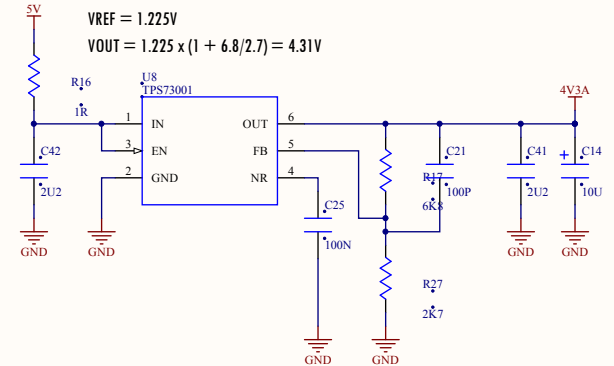 5V
VREF = 1.225V
VOUT = 1.225 x (1 + 6.8/2.7) = 4.31V
R16
1R
U8
TPS73001
4V3A
1 IN OUT 6
3 EN FB 5
2 GND NR 4
C42
2U2
C21
100P
C41
2U2
C14
+
10U
R17
6K8
C25
100N
GND
GND
GND
GND
R27
2K7
GND
GND